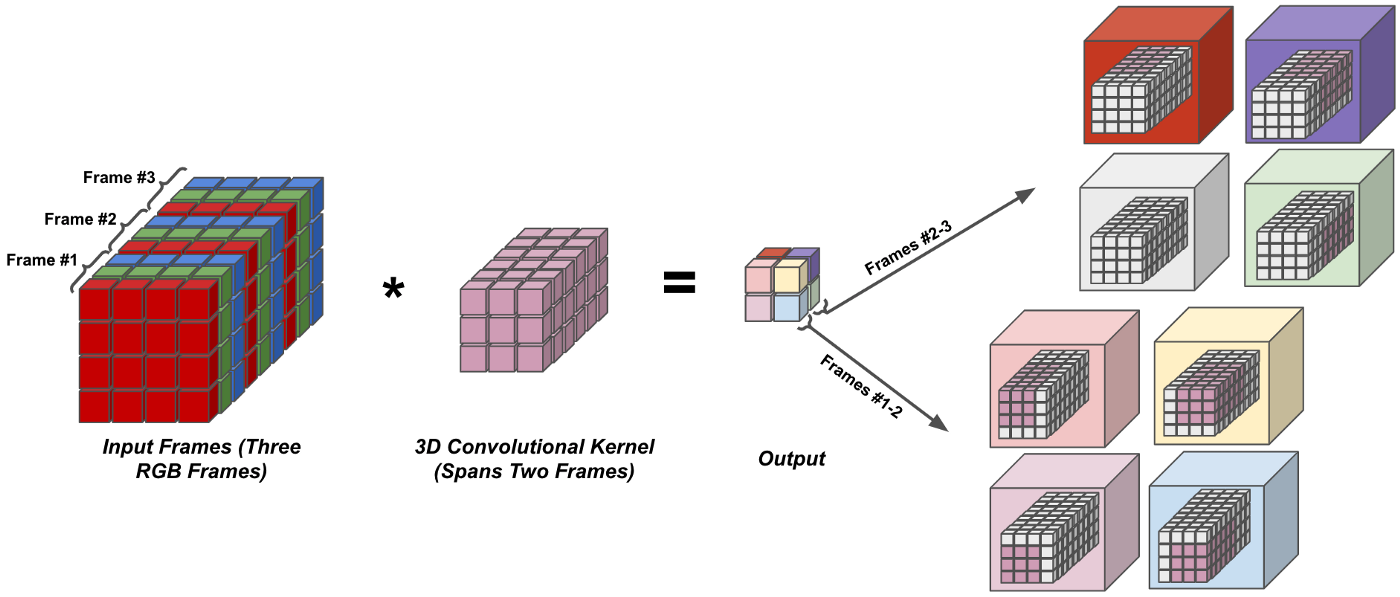 Frame #3
Frame #2
Frame #1
*
=
Frames #2-3
Frames #1-2
Input Frames (Three
RGB Frames)
3D Convolutional Kernel
(Spans Two Frames)
Output